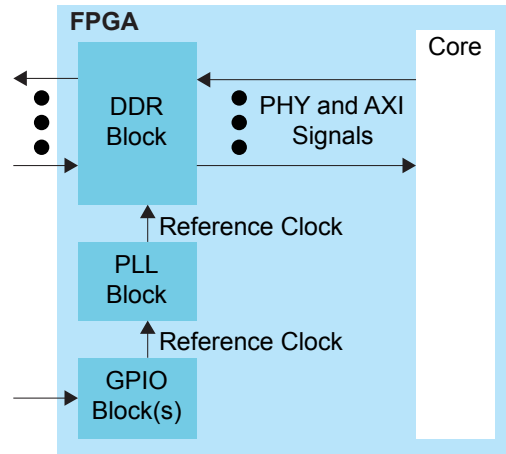 FPGA
Core
DDR
Block
PHY and AXI
Signals
Reference Clock
PLL
Block
Reference Clock
GPIO
Block(s)